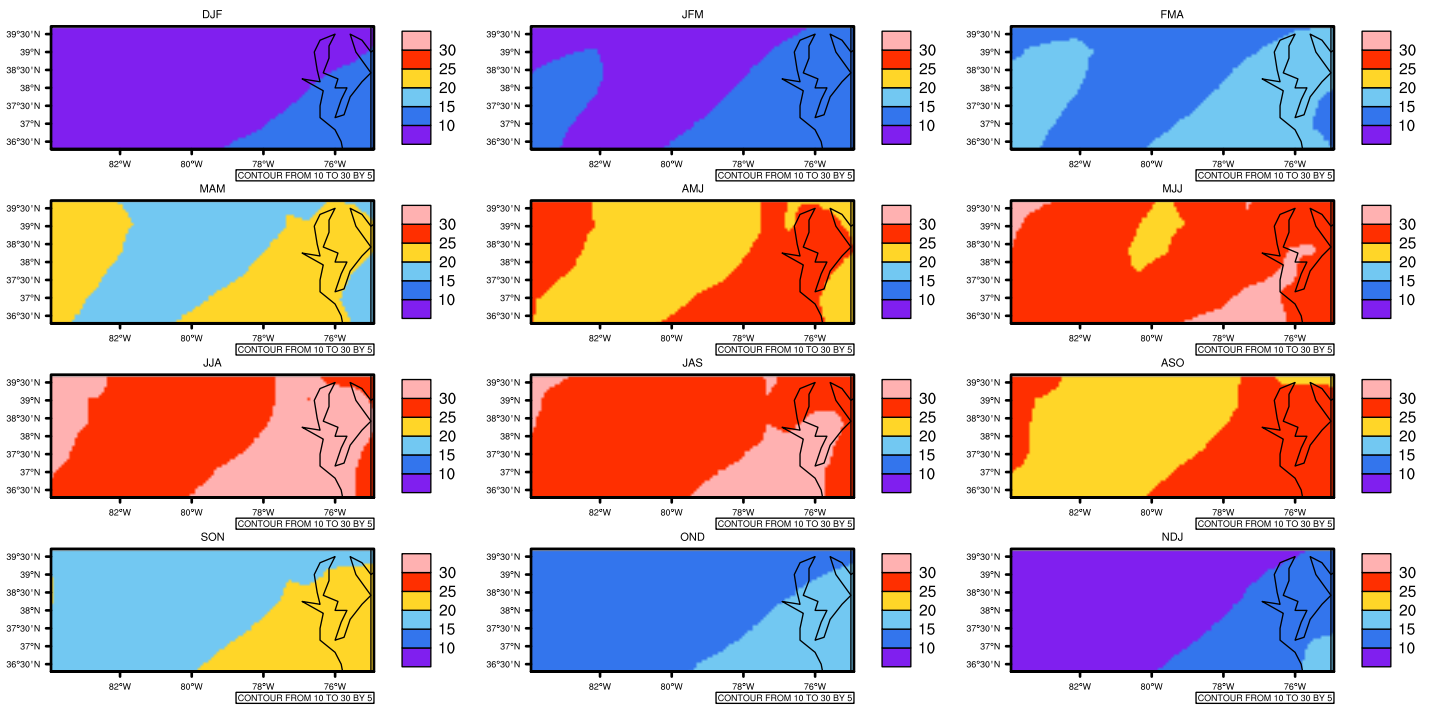 DJF
39°30'N
39°N
38°30'N
38°N
37°30'N
37°N
36°30'N
82°W 80°W 78°W 76°W
30
25
20
15
10
CONTOUR FROM 10 TO 30 BY 5
JFM
39°30'N
39°N
38°30'N
38°N
37°30'N
37°N
36°30'N
82°W 80°W 78°W 76°W
30
25
20
15
10
CONTOUR FROM 10 TO 30 BY 5
FMA
39°30'N
39°N
38°30'N
38°N
37°30'N
37°N
36°30'N
82°W 80°W 78°W 76°W
30
25
20
15
10
CONTOUR FROM 10 TO 30 BY 5
MAM
39°30'N
39°N
38°30'N
38°N
37°30'N
37°N
36°30'N
82°W 80°W 78°W 76°W
30
25
20
15
10
CONTOUR FROM 10 TO 30 BY 5
AMJ
39°30'N
39°N
38°30'N
38°N
37°30'N
37°N
36°30'N
82°W 80°W 78°W 76°W
30
25
20
15
10
CONTOUR FROM 10 TO 30 BY 5
MJJ
39°30'N
39°N
38°30'N
38°N
37°30'N
37°N
36°30'N
82°W 80°W 78°W 76°W
30
25
20
15
10
CONTOUR FROM 10 TO 30 BY 5
JJA
39°30'N
39°N
38°30'N
38°N
37°30'N
37°N
36°30'N
82°W 80°W 78°W 76°W
30
25
20
15
10
CONTOUR FROM 10 TO 30 BY 5
JAS
39°30'N
39°N
38°30'N
38°N
37°30'N
37°N
36°30'N
82°W 80°W 78°W 76°W
30
25
20
15
10
CONTOUR FROM 10 TO 30 BY 5
ASO
39°30'N
39°N
38°30'N
38°N
37°30'N
37°N
36°30'N
82°W 80°W 78°W 76°W
30
25
20
15
10
CONTOUR FROM 10 TO 30 BY 5
SON
39°30'N
39°N
38°30'N
38°N
37°30'N
37°N
36°30'N
82°W 80°W 78°W 76°W
30
25
20
15
10
CONTOUR FROM 10 TO 30 BY 5
OND
39°30'N
39°N
38°30'N
38°N
37°30'N
37°N
36°30'N
82°W 80°W 78°W 76°W
30
25
20
15
10
CONTOUR FROM 10 TO 30 BY 5
NDJ
39°30'N
39°N
38°30'N
38°N
37°30'N
37°N
36°30'N
82°W 80°W 78°W 76°W
30
25
20
15
10
CONTOUR FROM 10 TO 30 BY 5